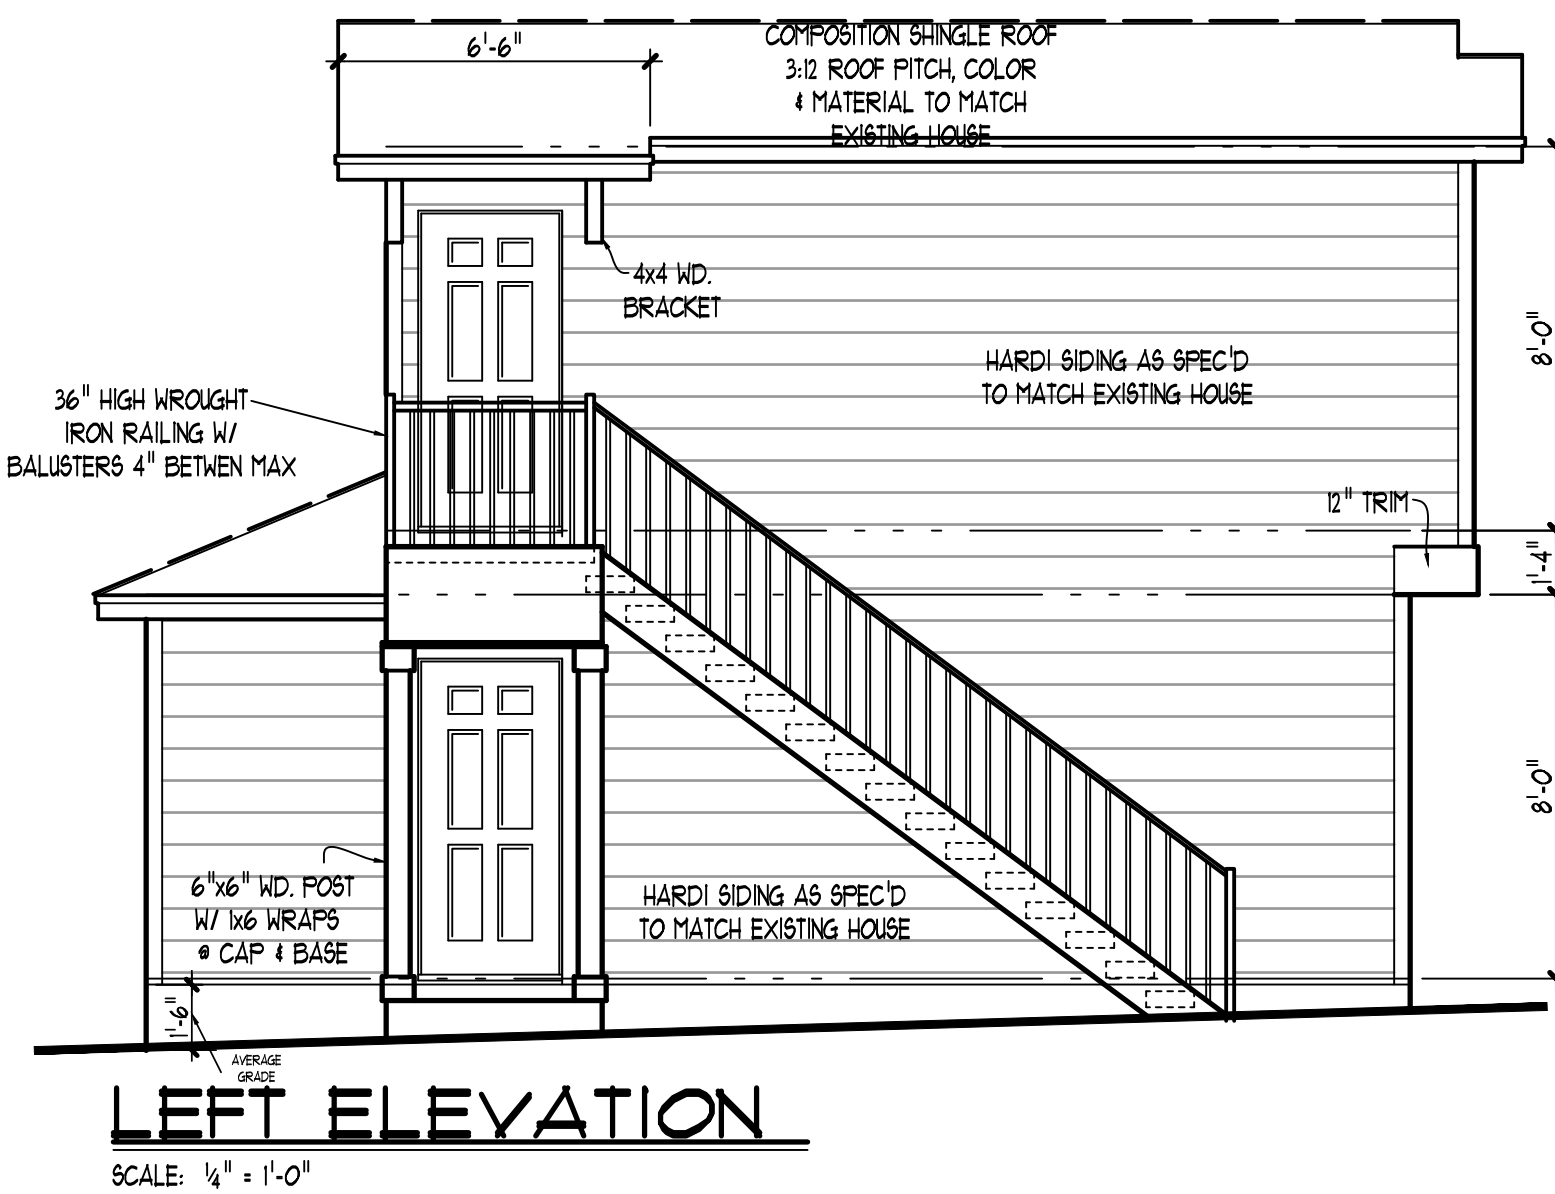 6'-6"
COMPOSITION SHINGLE ROOF
3:12 ROOF PITCH, COLOR
& MATERIAL TO MATCH
EXISTING HOUSE
4x4 WD.
BRACKET
8'-0"
HARDI SIDING AS SPEC'D
TO MATCH EXISTING HOUSE
36" HIGH WROUGHT
IRON RAILING W/
BALUSTERS 4" BETWEN MAX
12" TRIM
1'-4"
8'-0"
6"x6" WD. POST
W/ 1x6 WRAPS
@ CAP & BASE
HARDI SIDING AS SPEC'D
TO MATCH EXISTING HOUSE
1'-6"
AVERAGE
GRADE
LEFT ELEVATION
SCALE: 1/4" = 1'-0"